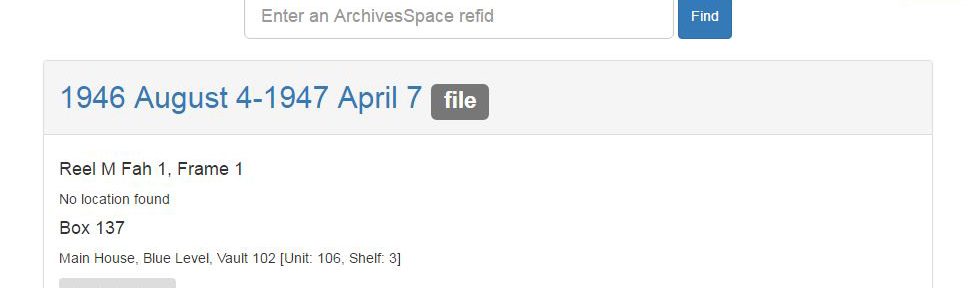 Enter an ArchivesSpace refid Find
1946 August 4-1947 April 7 file
Reel M Fah 1, Frame 1
No location found
Box 137
Main House, Blue Level, Vault 102 [Unit: 106, Shelf: 3]